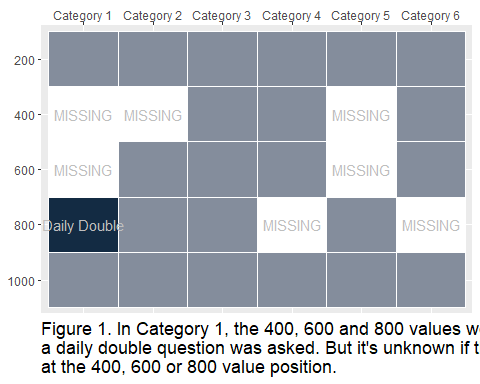 Category 1 Category 2 Category 3 Category 4 Category 5 Category 6
200
400 MISSING MISSING MISSING
600 MISSING MISSING
800 Daily Double MISSING MISSING
1000
Figure 1. In Category 1, the 400, 600 and 800 values
a daily double question was asked. But it's unknown if
at the 400, 600 or 800 value position.